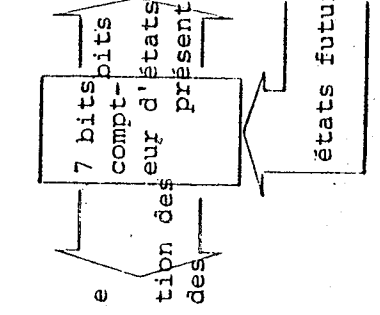 7 bits
e bits
compt-
tion des eur d'états
des présent
états futu